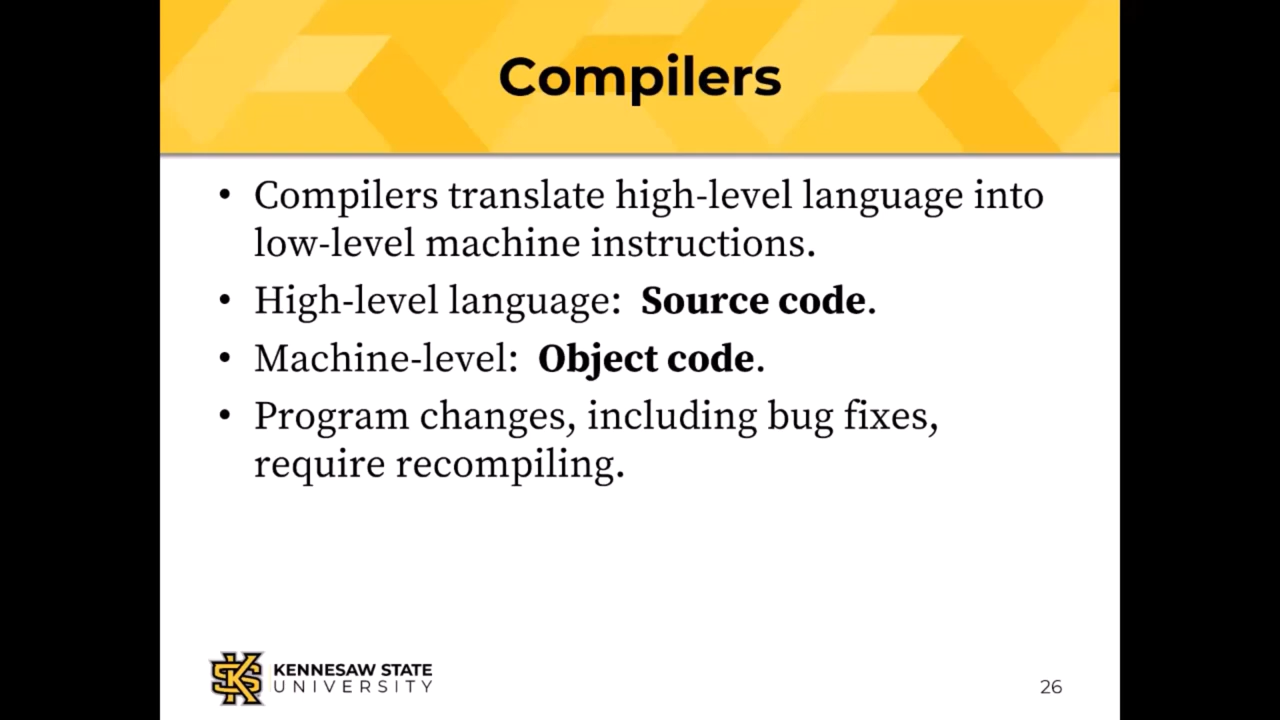 Compilers
• Compilers translate high-level language into
low-level machine instructions.
• High-level language: Source code.
• Machine-level: Object code.
• Program changes, including bug fixes,
require recompiling.
KENNESAW STATE
UNIVERSITY
26